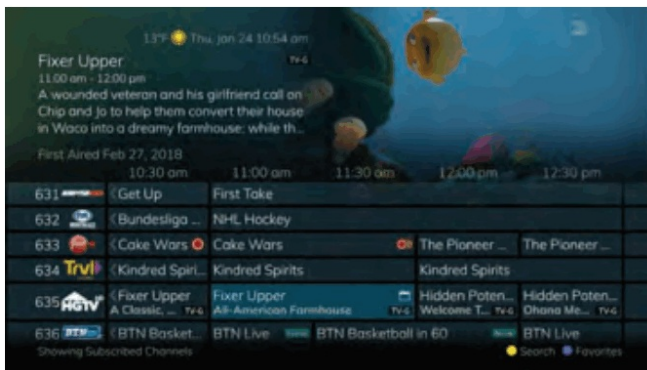 13°F Thu, Jan 24 10:54 am
Fixer Upper TV-G
11:00 am - 12:00 pm
A wounded veteran and his girlfriend call on
Chip and Jo to help them convert their house
in Waco into a dreamy farmhouse; while th...
First Aired Feb 27, 2018
10:30 am 11:00 am 11:30 am 12:00 pm 12:30 pm
631 Get Up First Take
632 FOX Bundesliga ... NHL Hockey
633 Cake Wars Cake Wars The Pioneer ... The Pioneer ...
634 Trvl Kindred Spiri... Kindred Spirits Kindred Spirits
635 HGTV Fixer Upper Fixer Upper Hidden Poten... Hidden Poten...
A Classic, ... TV-G All-American Farmhouse TV-G Welcome T... TV-G Ohana Me... TV-G
636 BTN BTN Basket... BTN Live BTN Basketball in 60 BTN Live
Showing Subscribed Channels Search Favorites